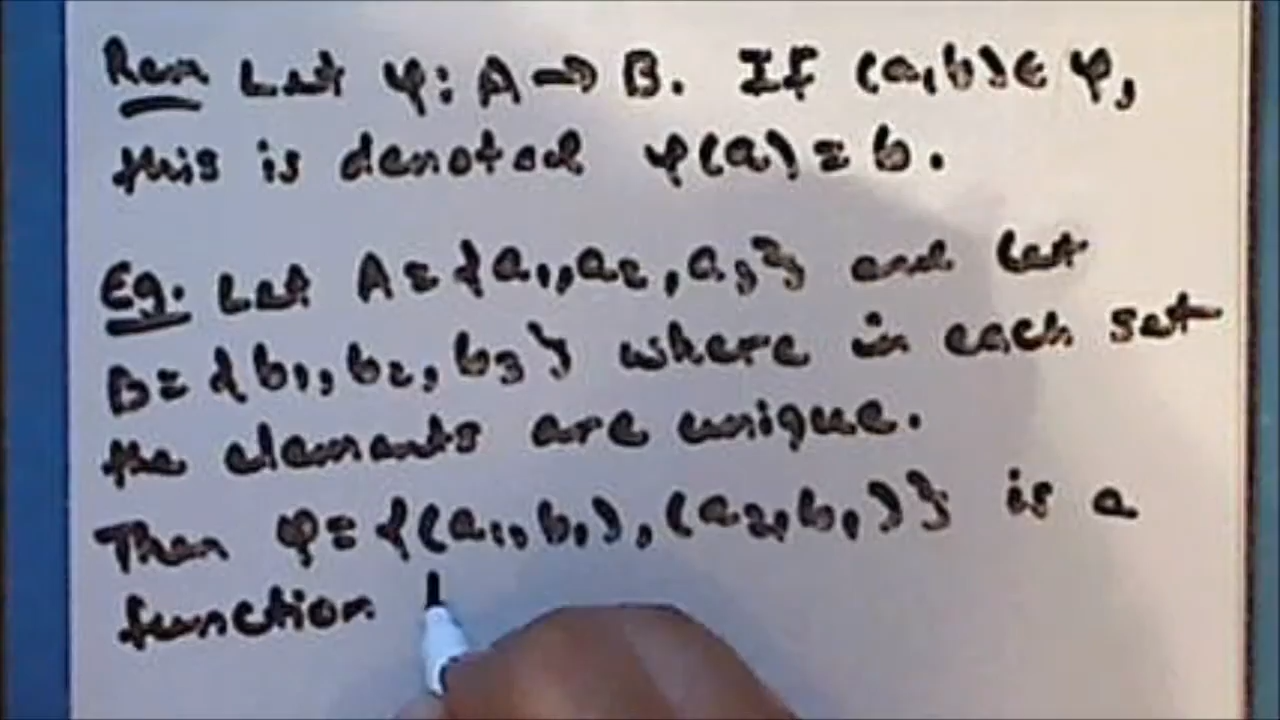 Rem Let φ: A → B. If (a,b) ∈ φ,
this is denoted φ(a) = b.
Eg. Let A = {a₁, a₂, a₃} and let
B = {b₁, b₂, b₃} where in each set
the elements are unique.
Then φ = {(a₁, b₁), (a₂, b₁)} is a
function